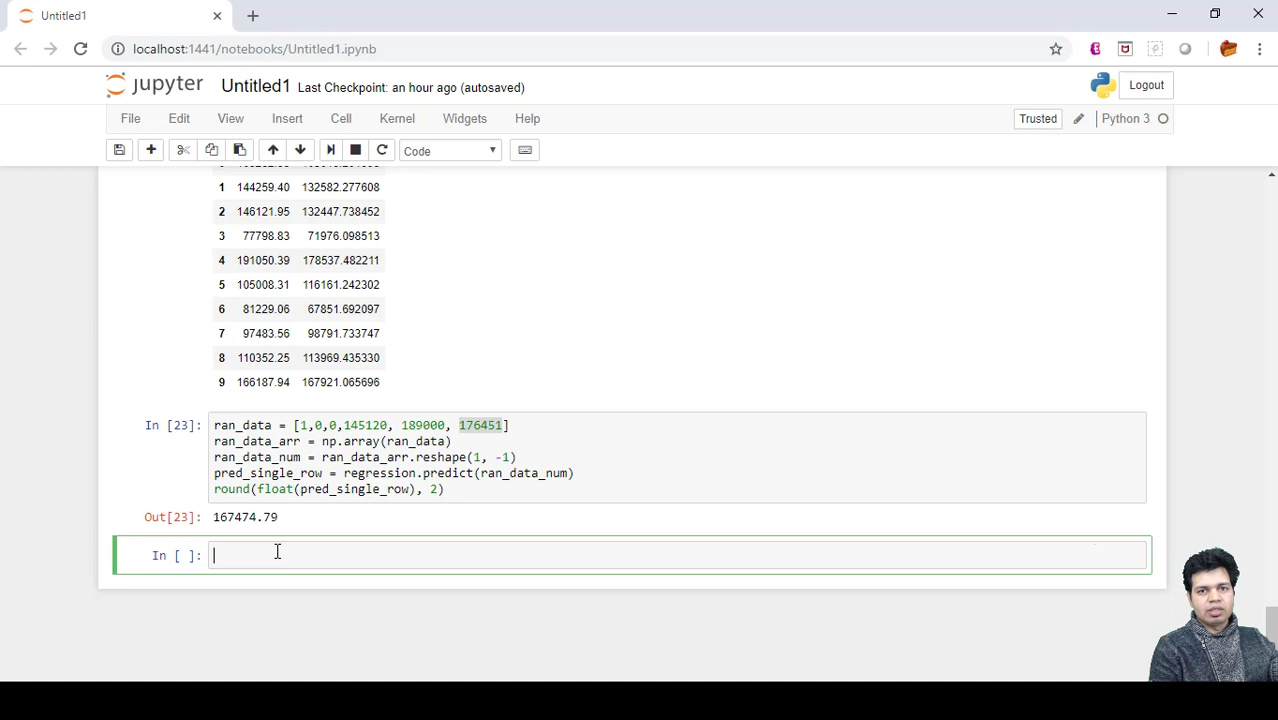 Untitled1
localhost:1441/notebooks/Untitled1.ipynb
jupyter Untitled1 Last Checkpoint: an hour ago (autosaved) Logout
File Edit View Insert Cell Kernel Widgets Help Trusted Python 3
Code
1 144259.40 132582.277608
2 146121.95 132447.738452
3 77798.83 71976.098513
4 191050.39 178537.482211
5 105008.31 116161.242302
6 81229.06 67851.692097
7 97483.56 98791.733747
8 110352.25 113969.435330
9 166187.94 167921.065696
In [23]: ran_data = [1,0,0,145120, 189000, 176451]
ran_data_arr = np.array(ran_data)
ran_data_num = ran_data_arr.reshape(1, -1)
pred_single_row = regression.predict(ran_data_num)
round(float(pred_single_row), 2)
Out[23]: 167474.79
In [ ]: